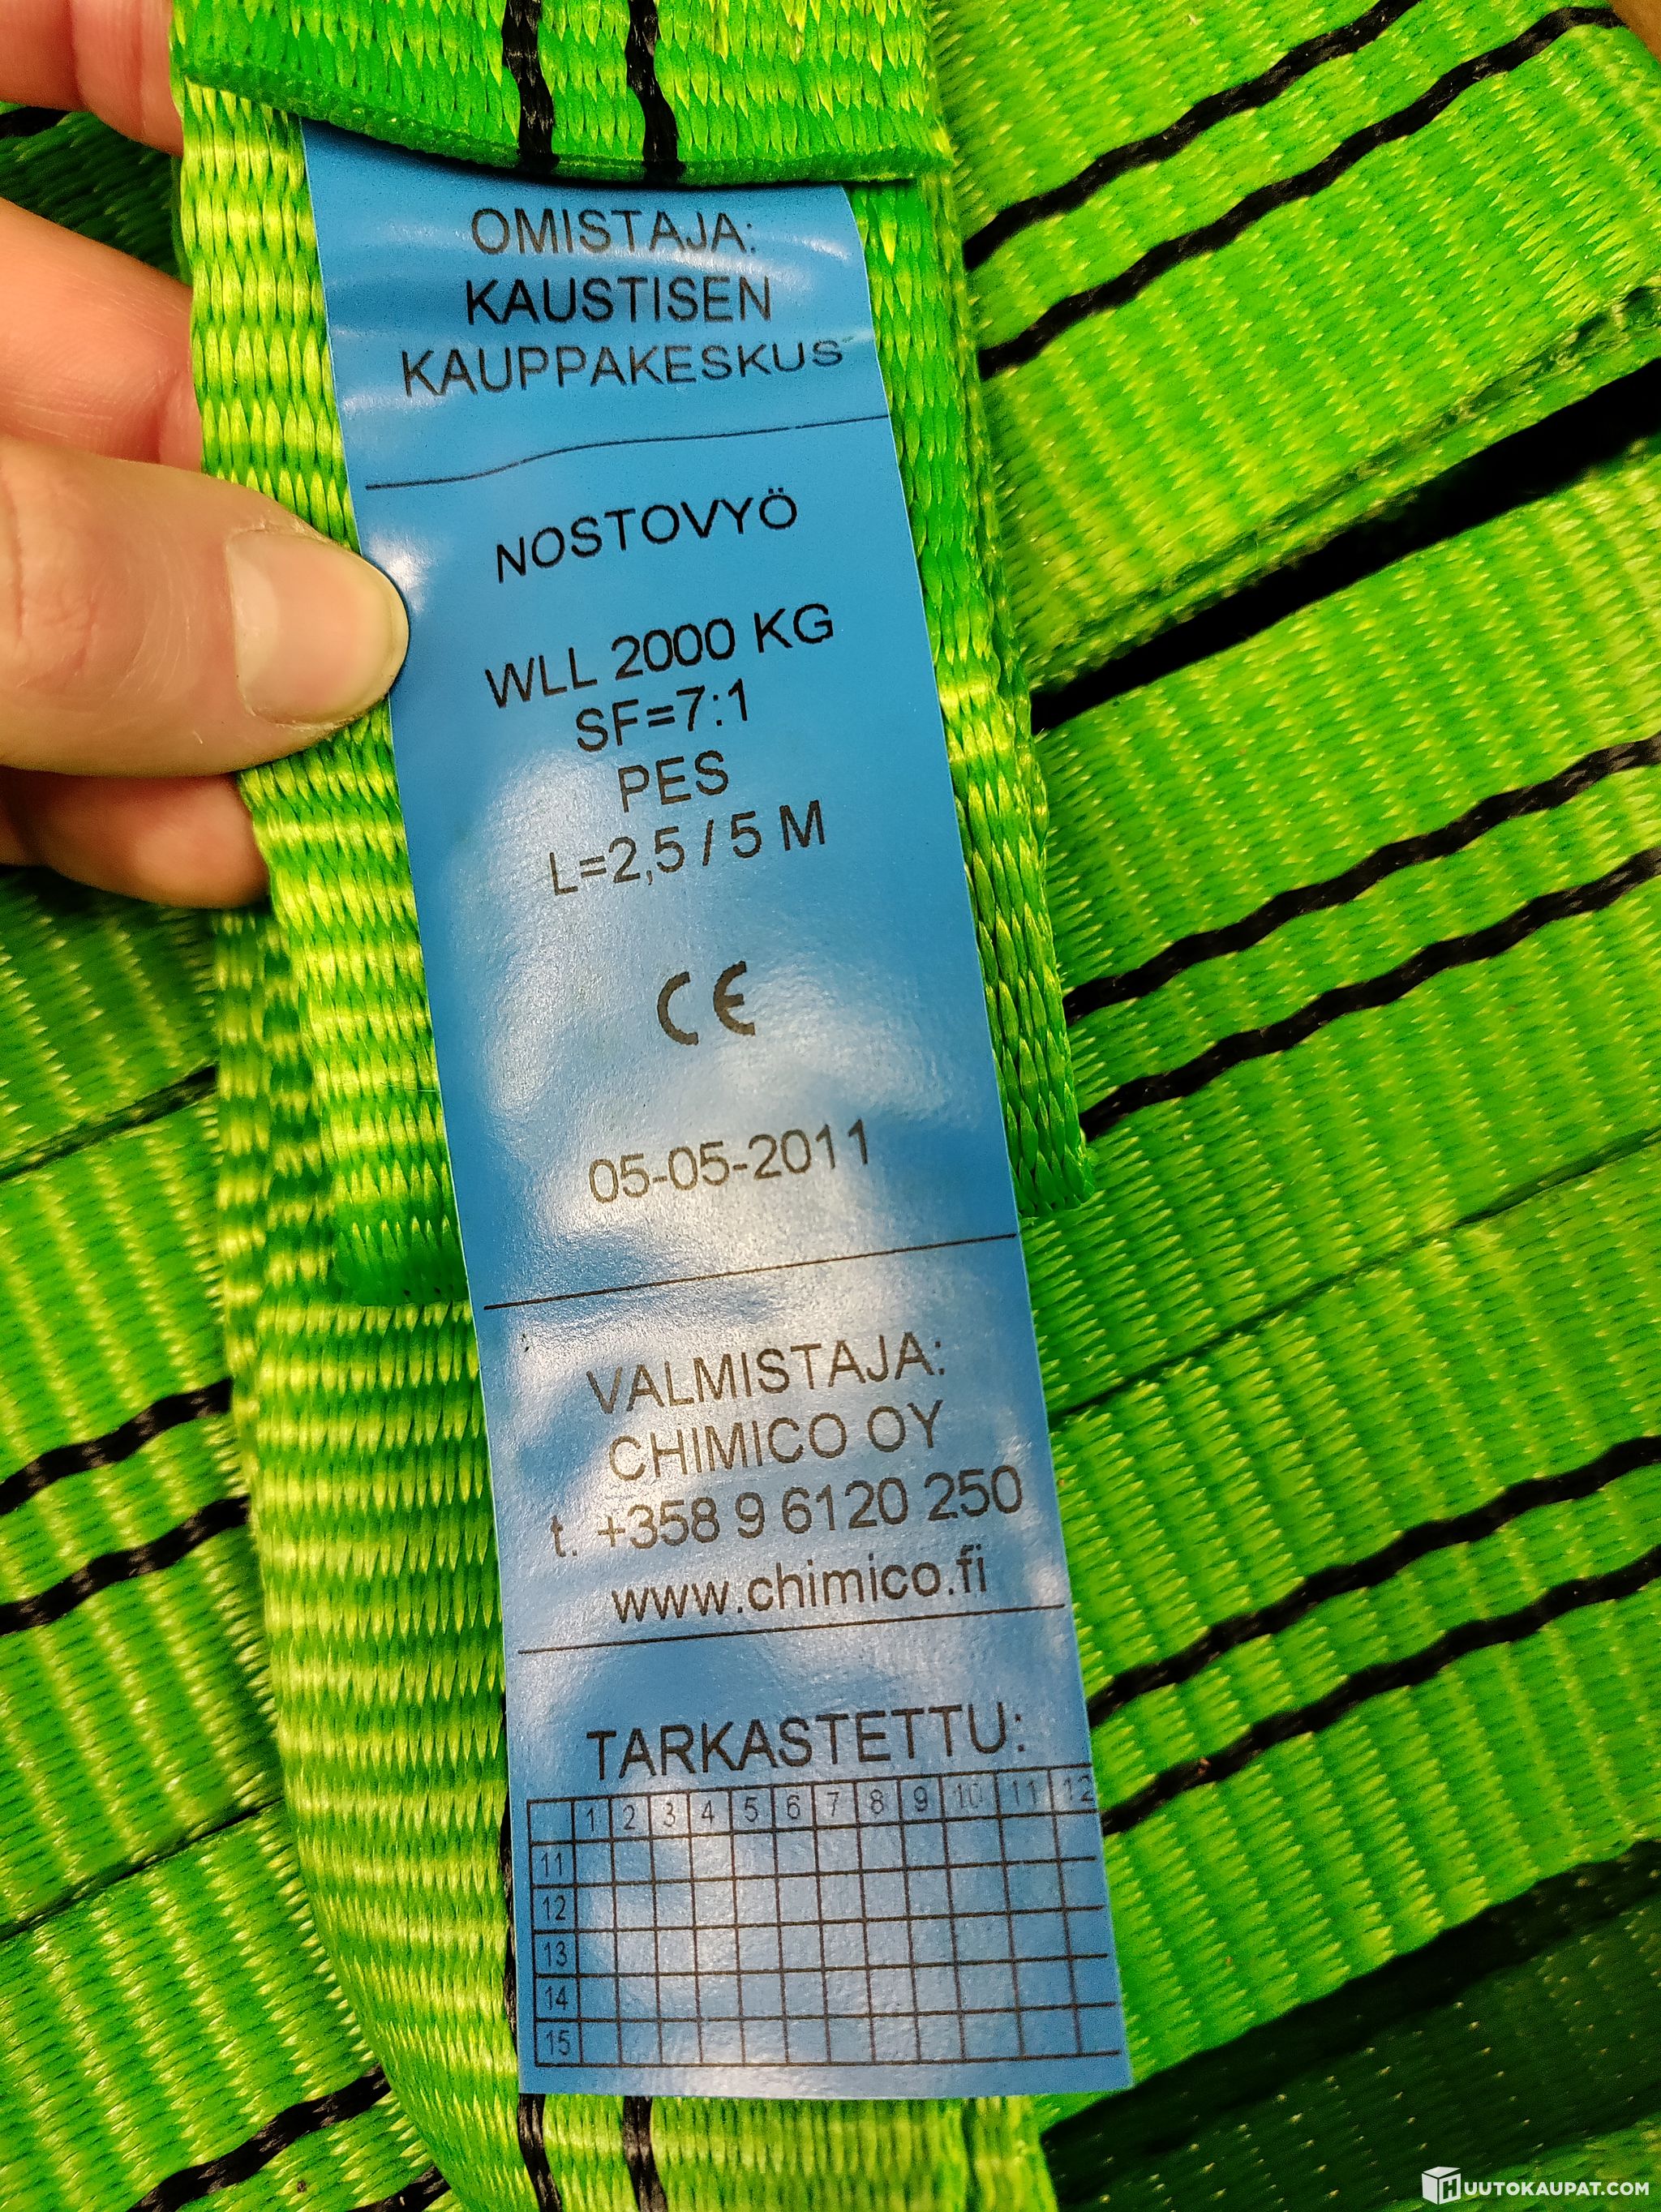 OMISTAJA:
KAUSTISEN
KAUPPAKESKUS
NOSTOVYÖ
WLL 2000 KG
SF=7:1
PES
L=2,5 / 5 M
CE
05-05-2011
VALMISTAJA:
CHIMICO OY
t. +358 9 6120 250
www.chimico.fi
TARKASTETTU:
1 2 3 4 5 6 7 8 9 10 11 12
11
12
13
14
15
HUUTOKAUPAT.COM